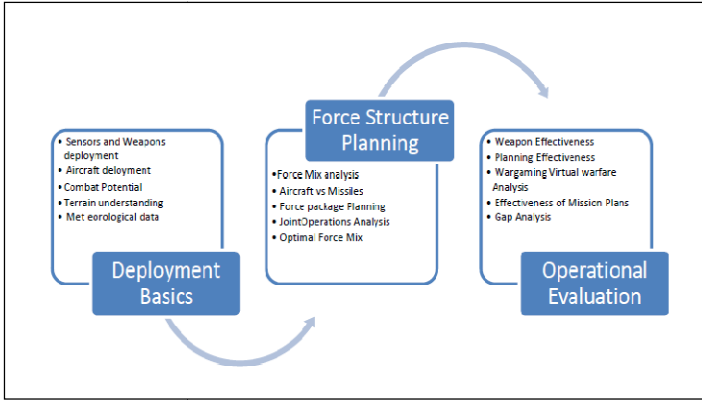 • Sensors and Weapons
deployment
• Aircraft deloyment
• Combat Potential
• Terrain understanding
• Met eorological data
Deployment
Basics
Force Structure
Planning
•Force Mix analysis
• Aircraft vs Missiles
• Force package Planning
• JointOperations Analysis
• Optimal Force Mix
• Weapon Effectiveness
• Planning Effectiveness
• Wargaming Virtual warfare
Analysis
• Effectiveness of Mission Plans
• Gap Analysis
Operational
Evaluation